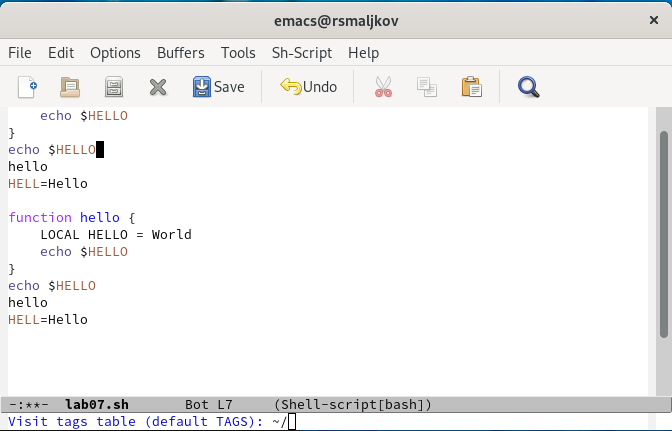 emacs@rsmaljkov
File Edit Options Buffers Tools Sh-Script Help
Save Undo
    echo $HELLO
}
echo $HELLO
hello
HELL=Hello

function hello {
    LOCAL HELLO = World
    echo $HELLO
}
echo $HELLO
hello
HELL=Hello
-:**-  lab07.sh       Bot L7     (Shell-script[bash])
Visit tags table (default TAGS): ~/